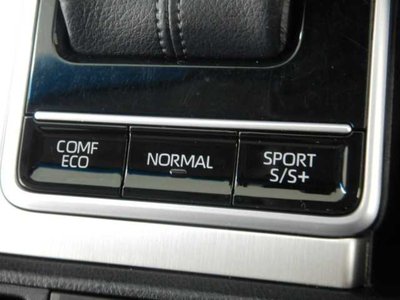 COMF
ECO
NORMAL
SPORT
S/S+